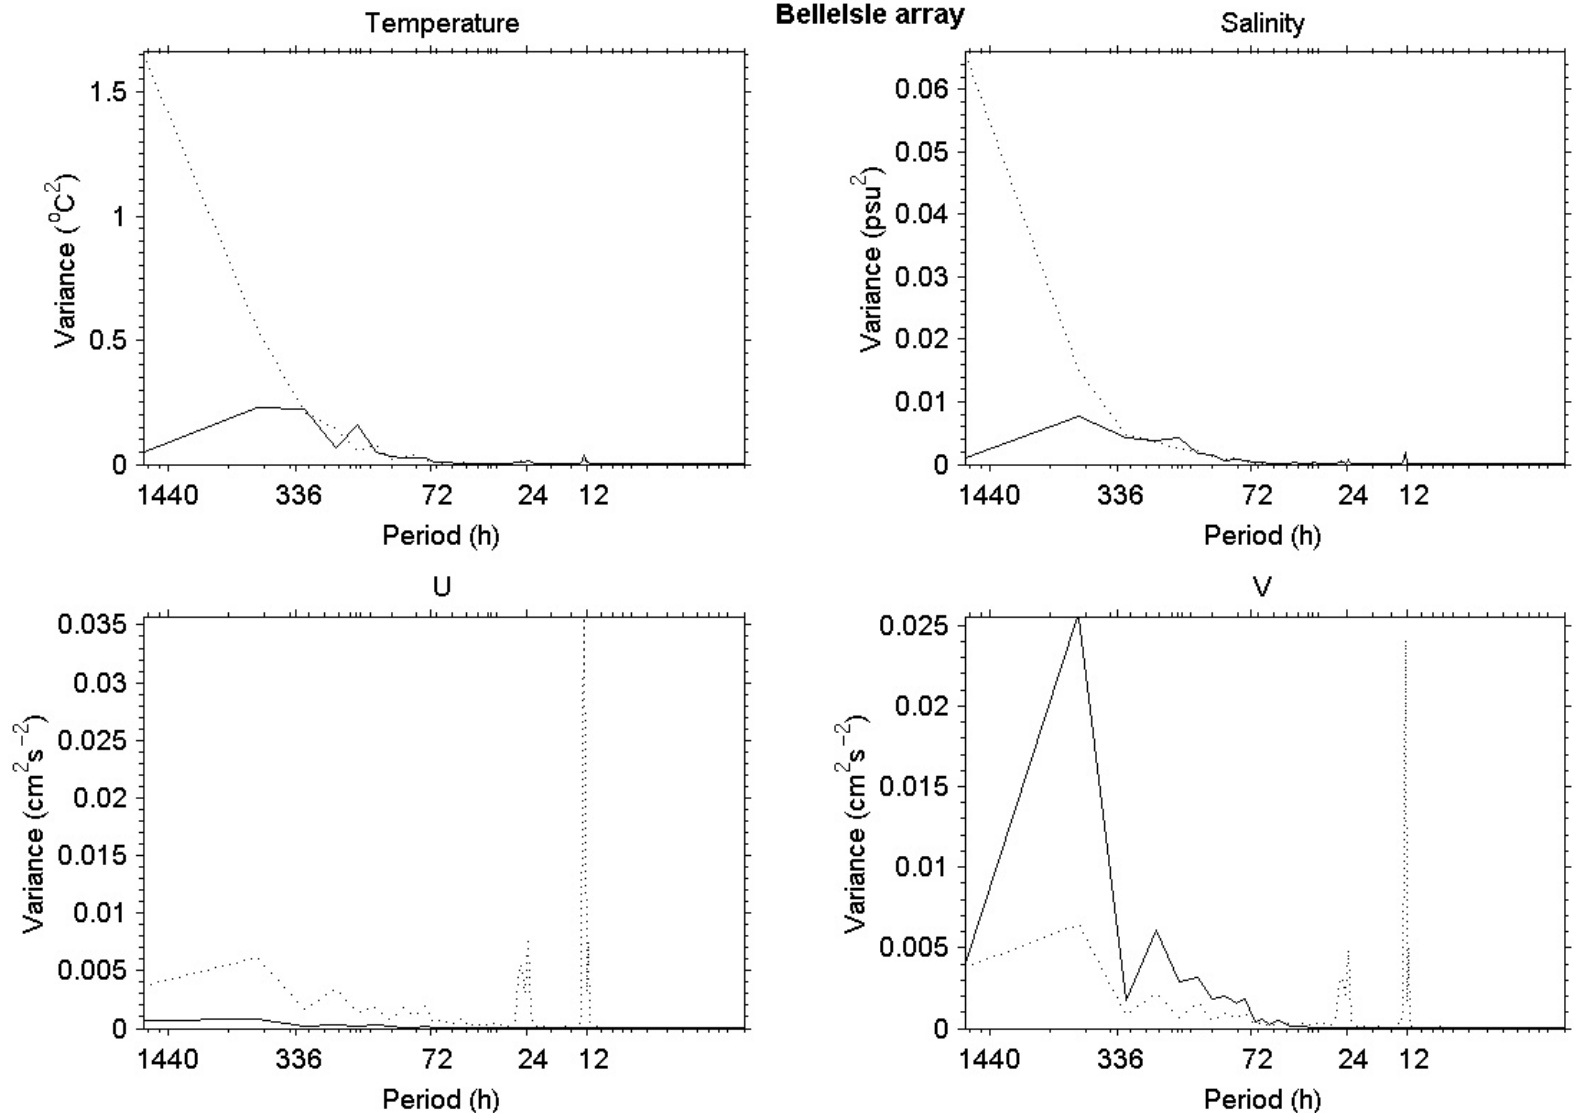 BelleIsle array
Temperature
1.5
1
0.5
0
Variance (⁰C²)
1440 336 72 24 12
Period (h)
Salinity
0.06
0.05
0.04
0.03
0.02
0.01
0
Variance (psu²)
1440 336 72 24 12
Period (h)
U
0.035
0.03
0.025
0.02
0.015
0.01
0.005
0
Variance (cm²s⁻²)
1440 336 72 24 12
Period (h)
V
0.025
0.02
0.015
0.01
0.005
0
Variance (cm²s⁻²)
1440 336 72 24 12
Period (h)